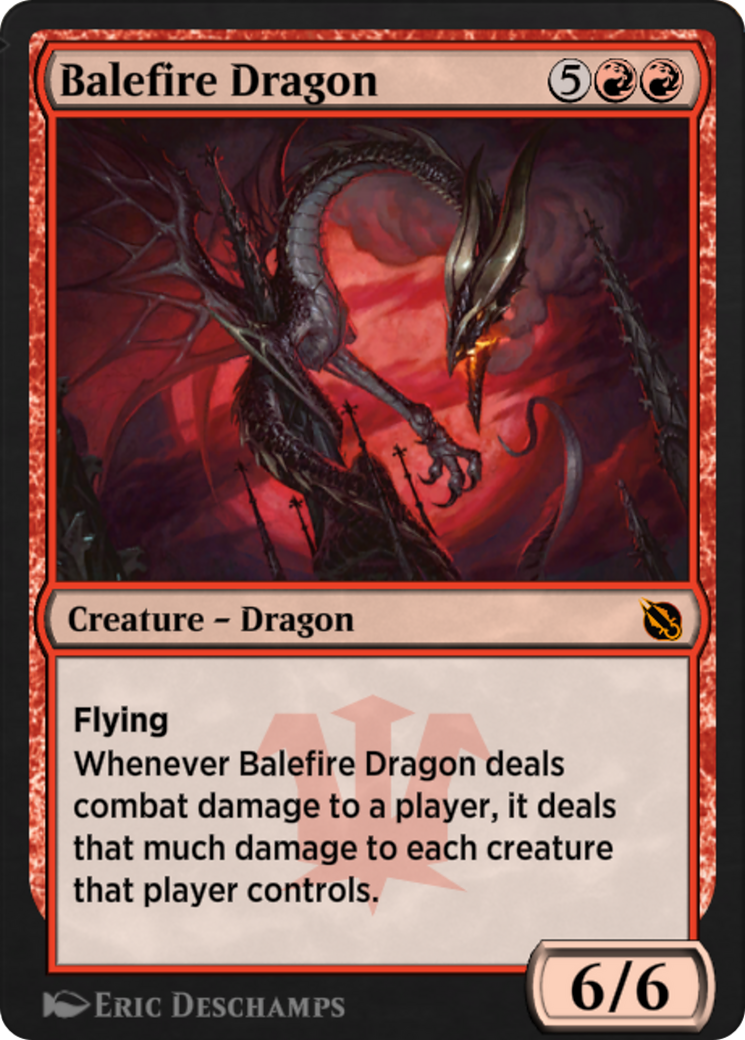 Balefire Dragon 5
Creature – Dragon
Flying
Whenever Balefire Dragon deals
combat damage to a player, it deals
that much damage to each creature
that player controls.
6/6
Eric Deschamps